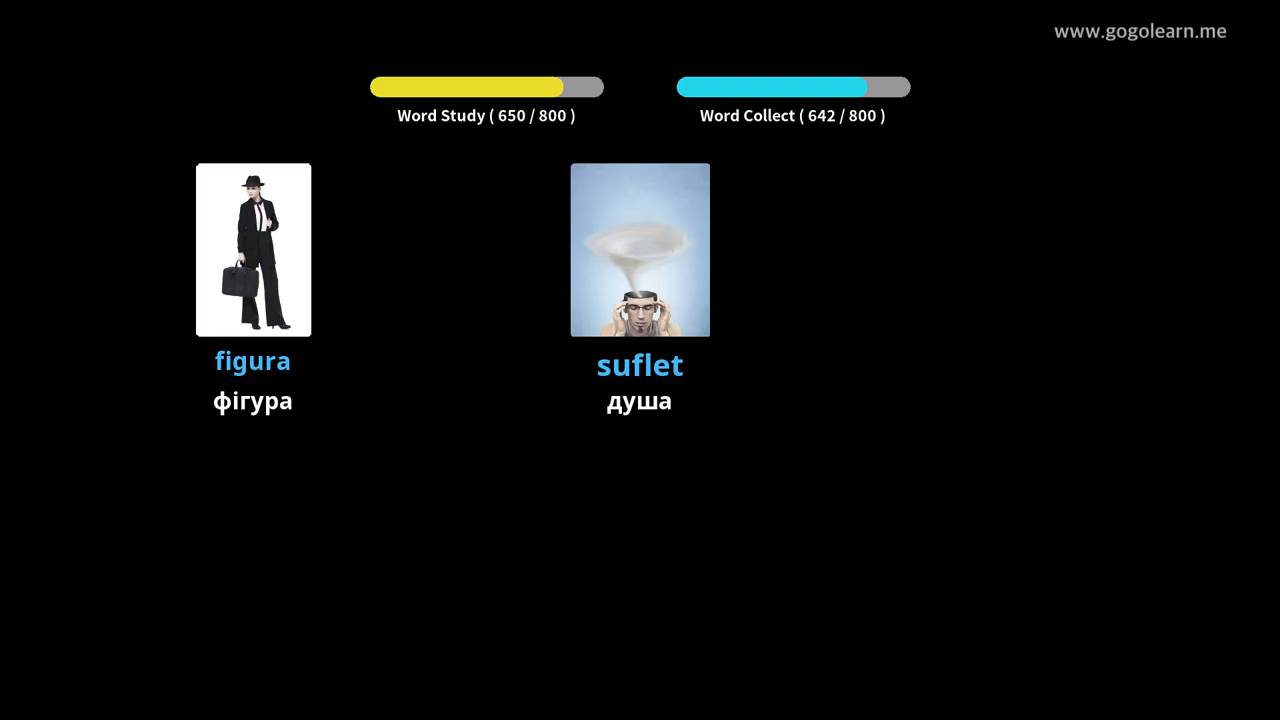 www.gogolearn.me
Word Study ( 650 / 800 )
Word Collect ( 642 / 800 )
figura
фігура
suflet
душа